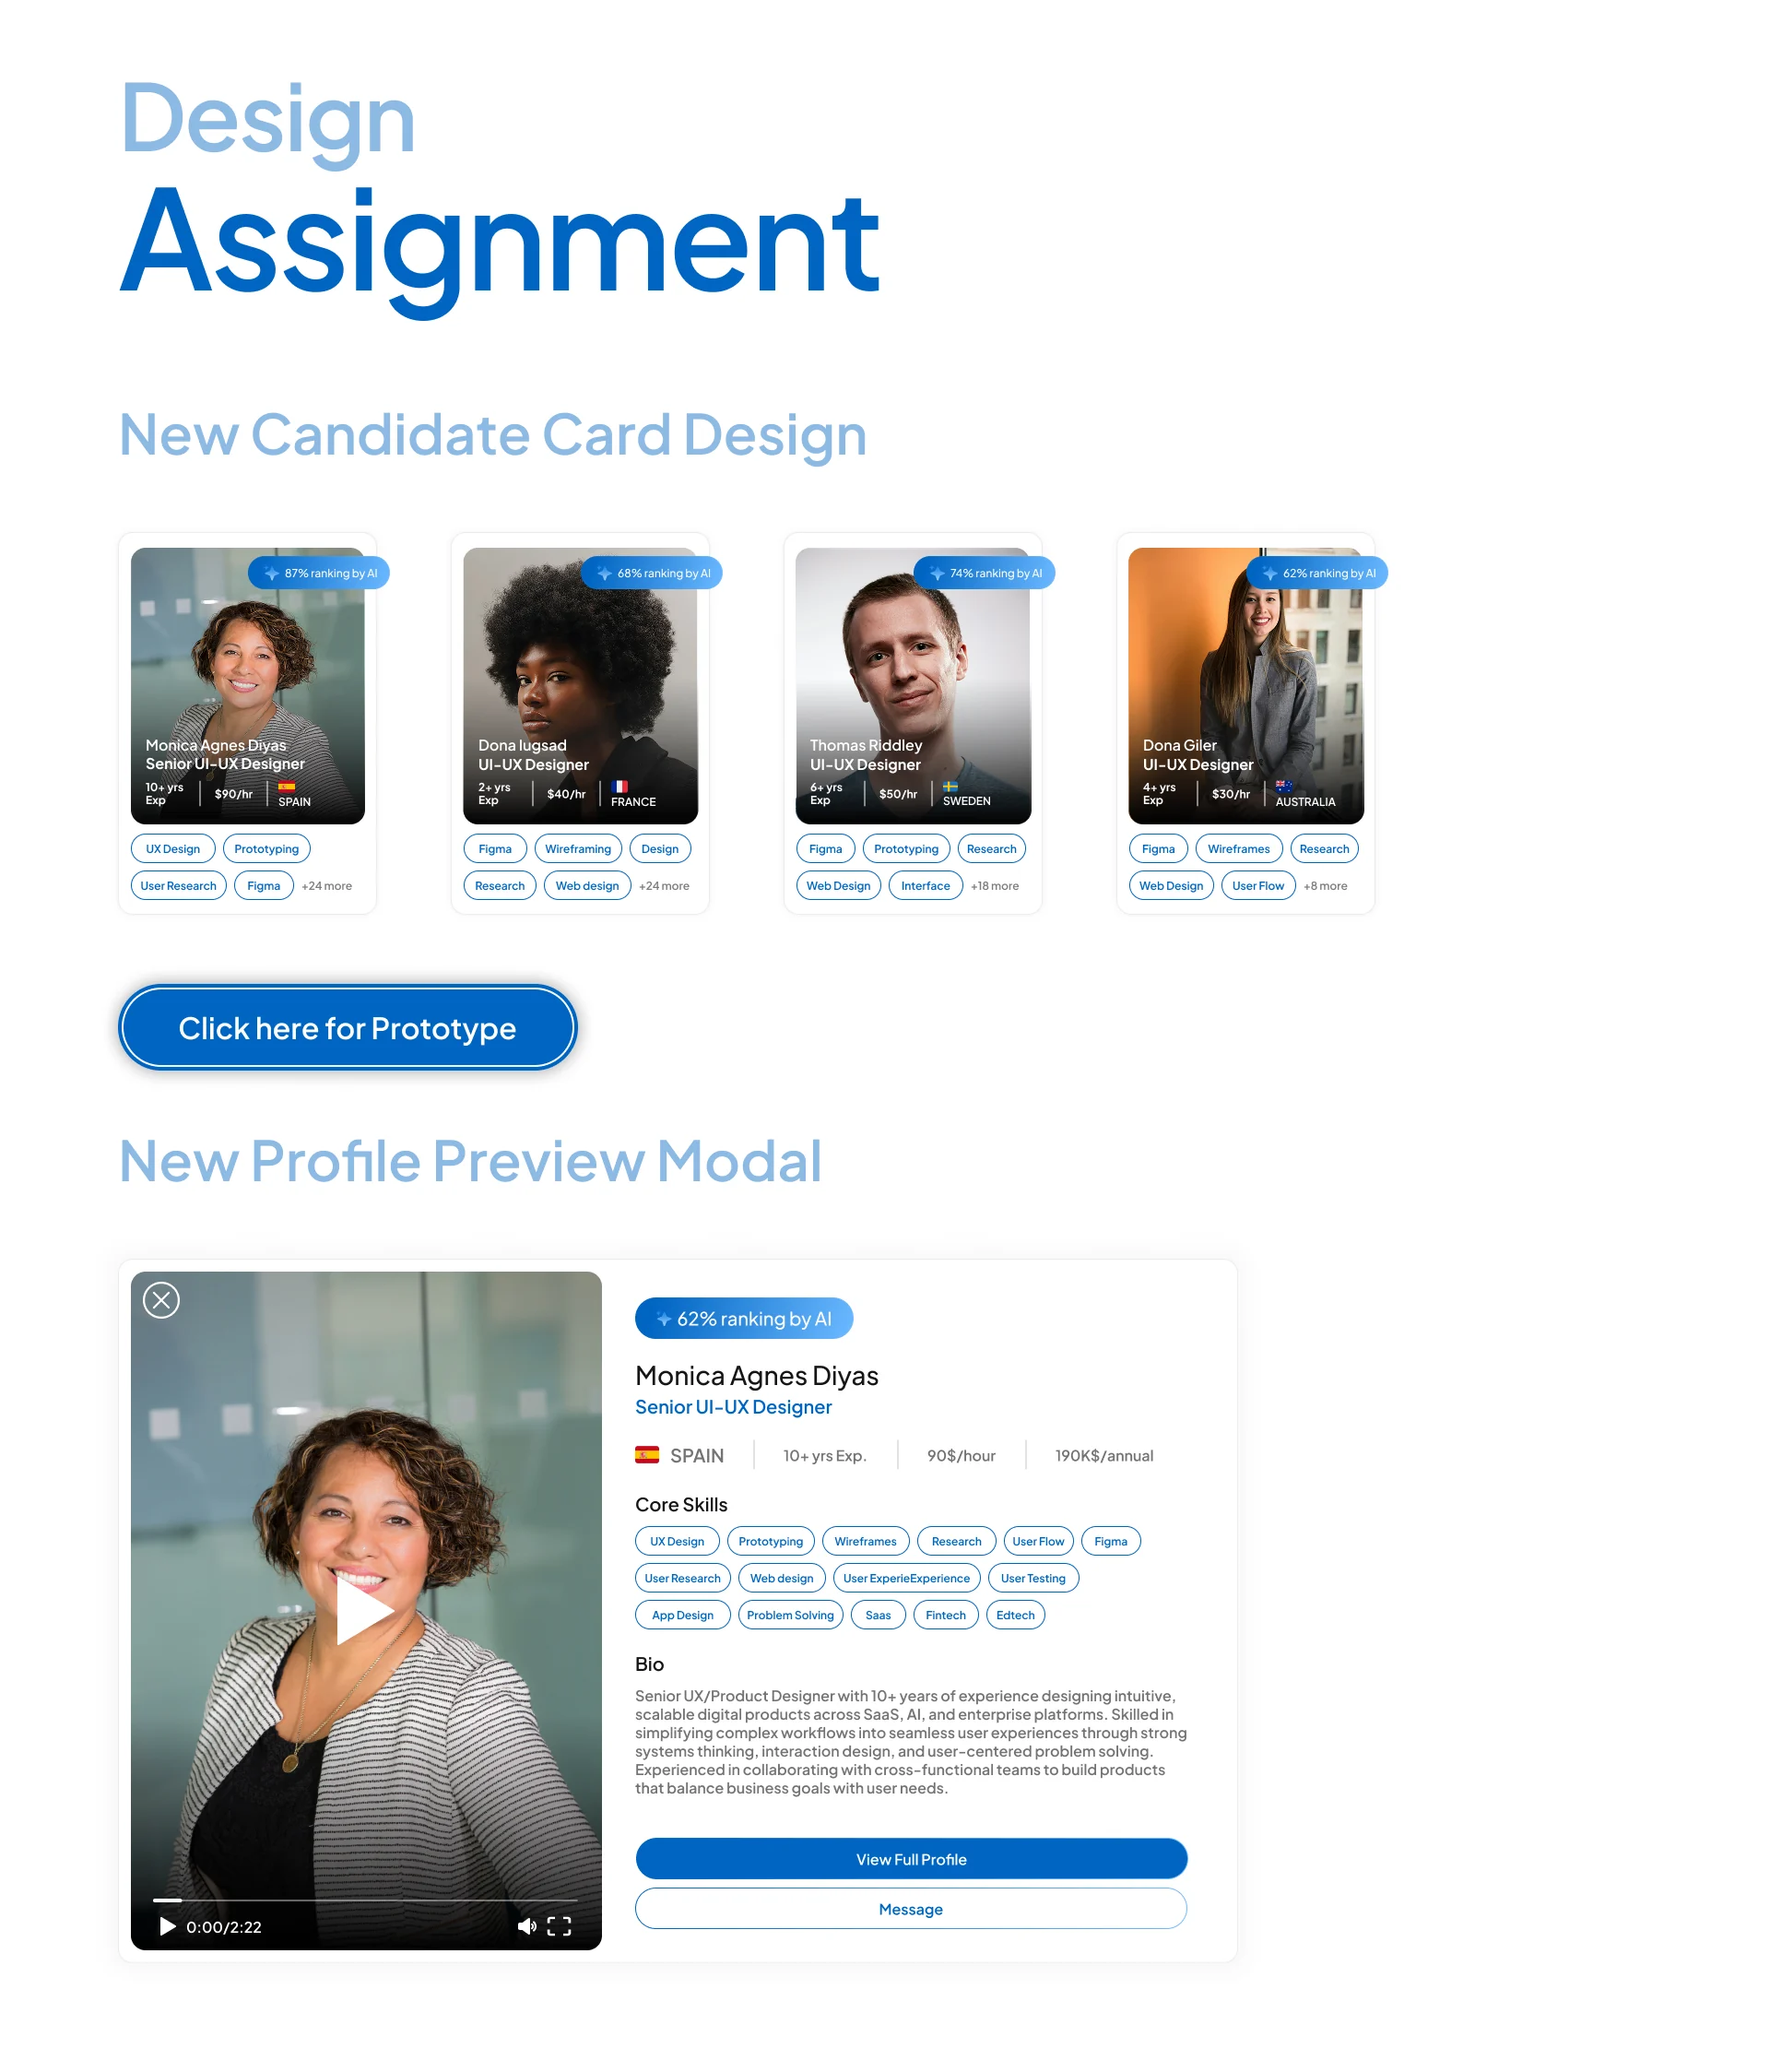 Design
Assignment
New Candidate Card Design
87% ranking by AI
Monica Agnes Diyas
Senior UI-UX Designer
10+ yrs
Exp
$90/hr
SPAIN
UX Design
Prototyping
User Research
Figma
+24 more
68% ranking by AI
Dona lugsad
UI-UX Designer
2+ yrs
Exp
$40/hr
FRANCE
Figma
Wireframing
Design
Research
Web design
+24 more
74% ranking by AI
Thomas Riddley
UI-UX Designer
6+ yrs
Exp
$50/hr
SWEDEN
Figma
Prototyping
Research
Web Design
Interface
+18 more
62% ranking by AI
Dona Giler
UI-UX Designer
4+ yrs
Exp
$30/hr
AUSTRALIA
Figma
Wireframes
Research
Web Design
User Flow
+8 more
Click here for Prototype
New Profile Preview Modal
62% ranking by AI
Monica Agnes Diyas
Senior UI-UX Designer
SPAIN
10+ yrs Exp.
90$/hour
190K$/annual
Core Skills
UX Design
Prototyping
Wireframes
Research
User Flow
Figma
User Research
Web design
User ExperieExperience
User Testing
App Design
Problem Solving
Saas
Fintech
Edtech
Bio
Senior UX/Product Designer with 10+ years of experience designing intuitive,
scalable digital products across SaaS, AI, and enterprise platforms. Skilled in
simplifying complex workflows into seamless user experiences through strong
systems thinking, interaction design, and user-centered problem solving.
Experienced in collaborating with cross-functional teams to build products
that balance business goals with user needs.
View Full Profile
Message
0:00/2:22